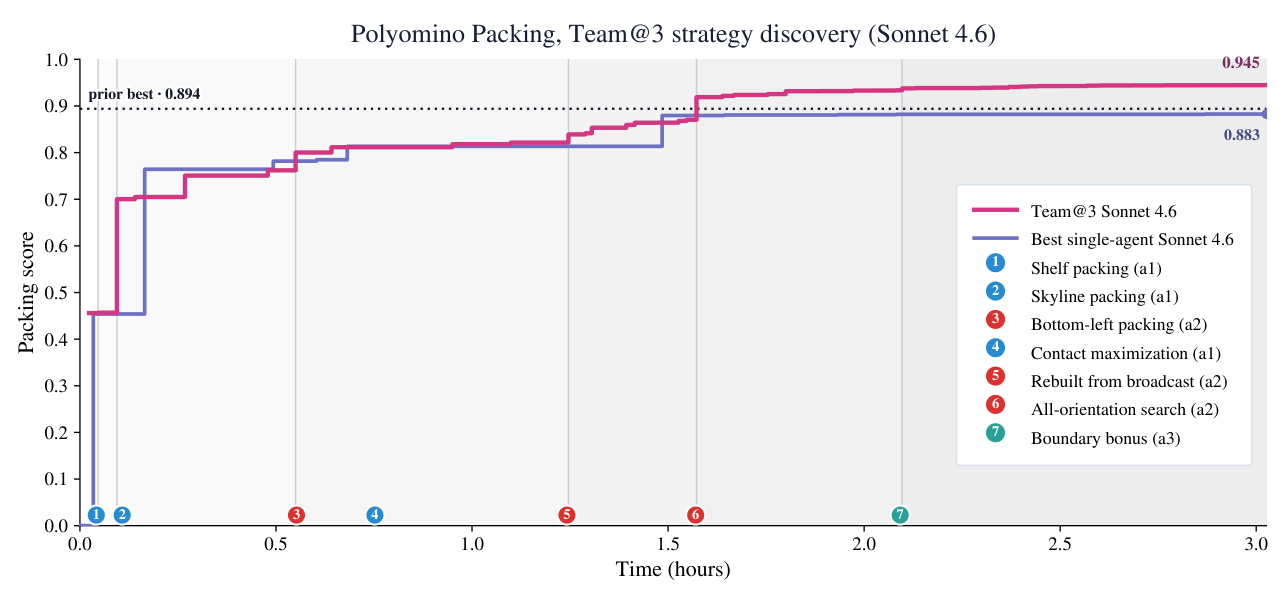 Polyomino Packing, Team@3 strategy discovery (Sonnet 4.6)
1.0
0.9
0.8
0.7
0.6
0.5
0.4
0.3
0.2
0.1
0.0
Packing score
prior best · 0.894
0.945
0.883
Team@3 Sonnet 4.6
Best single-agent Sonnet 4.6
1 Shelf packing (a1)
2 Skyline packing (a1)
3 Bottom-left packing (a2)
4 Contact maximization (a1)
5 Rebuilt from broadcast (a2)
6 All-orientation search (a2)
7 Boundary bonus (a3)
1 2 3 4 5 6 7
0.0 0.5 1.0 1.5 2.0 2.5 3.0
Time (hours)